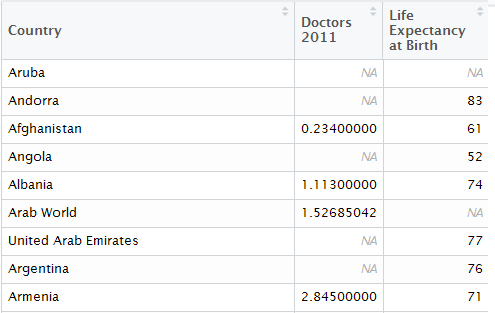 Country Doctors 2011 Life Expectancy at Birth
Aruba NA NA
Andorra NA 83
Afghanistan 0.23400000 61
Angola NA 52
Albania 1.11300000 74
Arab World 1.52685042 NA
United Arab Emirates NA 77
Argentina NA 76
Armenia 2.84500000 71